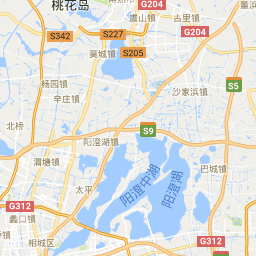 桃花岛
虞山镇
古里镇
G204
S227
S342
G204
莫城镇
S205
杨园镇
沙家浜镇
S5
辛庄镇
北桥
S9
阳澄湖镇
渭塘镇
阳澄中湖
阳澄湖
巴城镇
太平
G312
蠡口镇
相城区
G312
G312